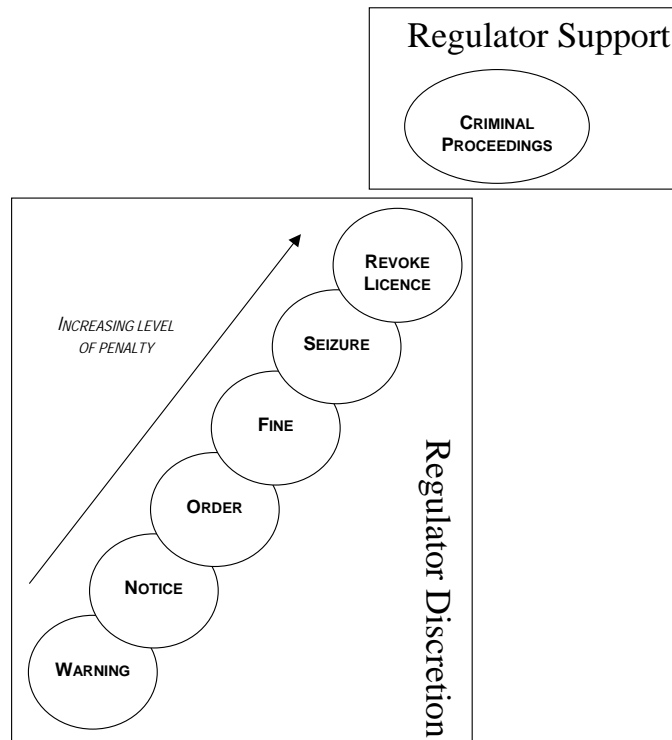 Regulator Support
CRIMINAL
PROCEEDINGS
REVOKE
LICENCE
INCREASING LEVEL
OF PENALTY
SEIZURE
FINE
ORDER
NOTICE
WARNING
Regulator Discretion